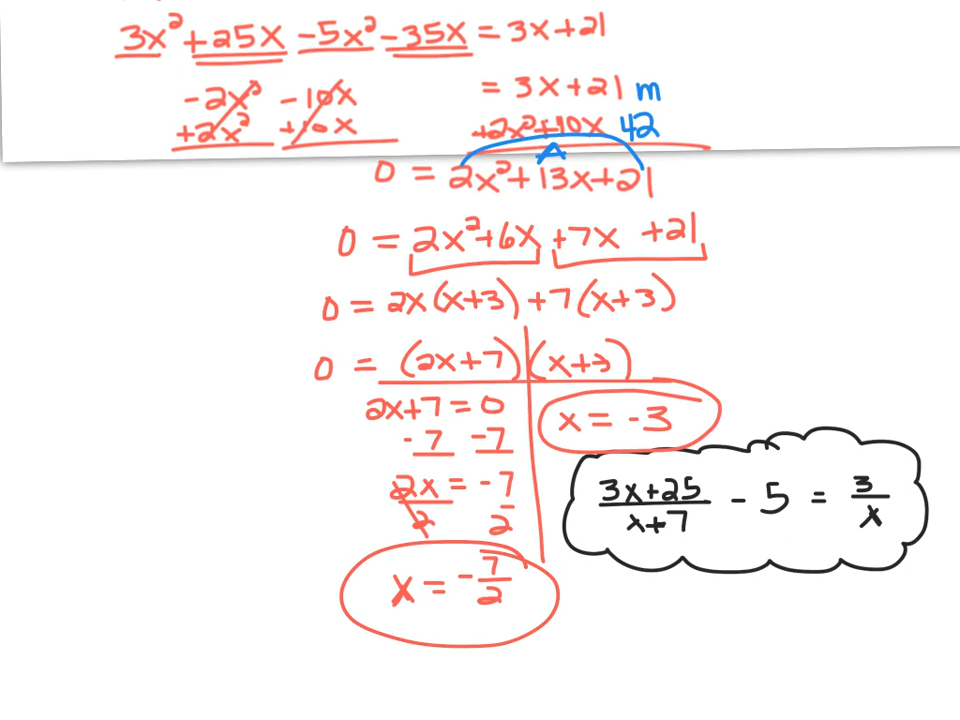 3x² + 25x - 5x² - 35x = 3x + 21
-2x² - 10x = 3x + 21 m
+2x² + 10x +2x² + 10x 42
A
0 = 2x² + 13x + 21
0 = 2x² + 6x + 7x + 21
0 = 2x(x+3) + 7(x+3)
0 = (2x+7)(x+3)
2x+7 = 0
x = -3
-7 -7
2x = -7
2 2
x = -7/2
(3x+25)/(x+7) - 5 = 3/x